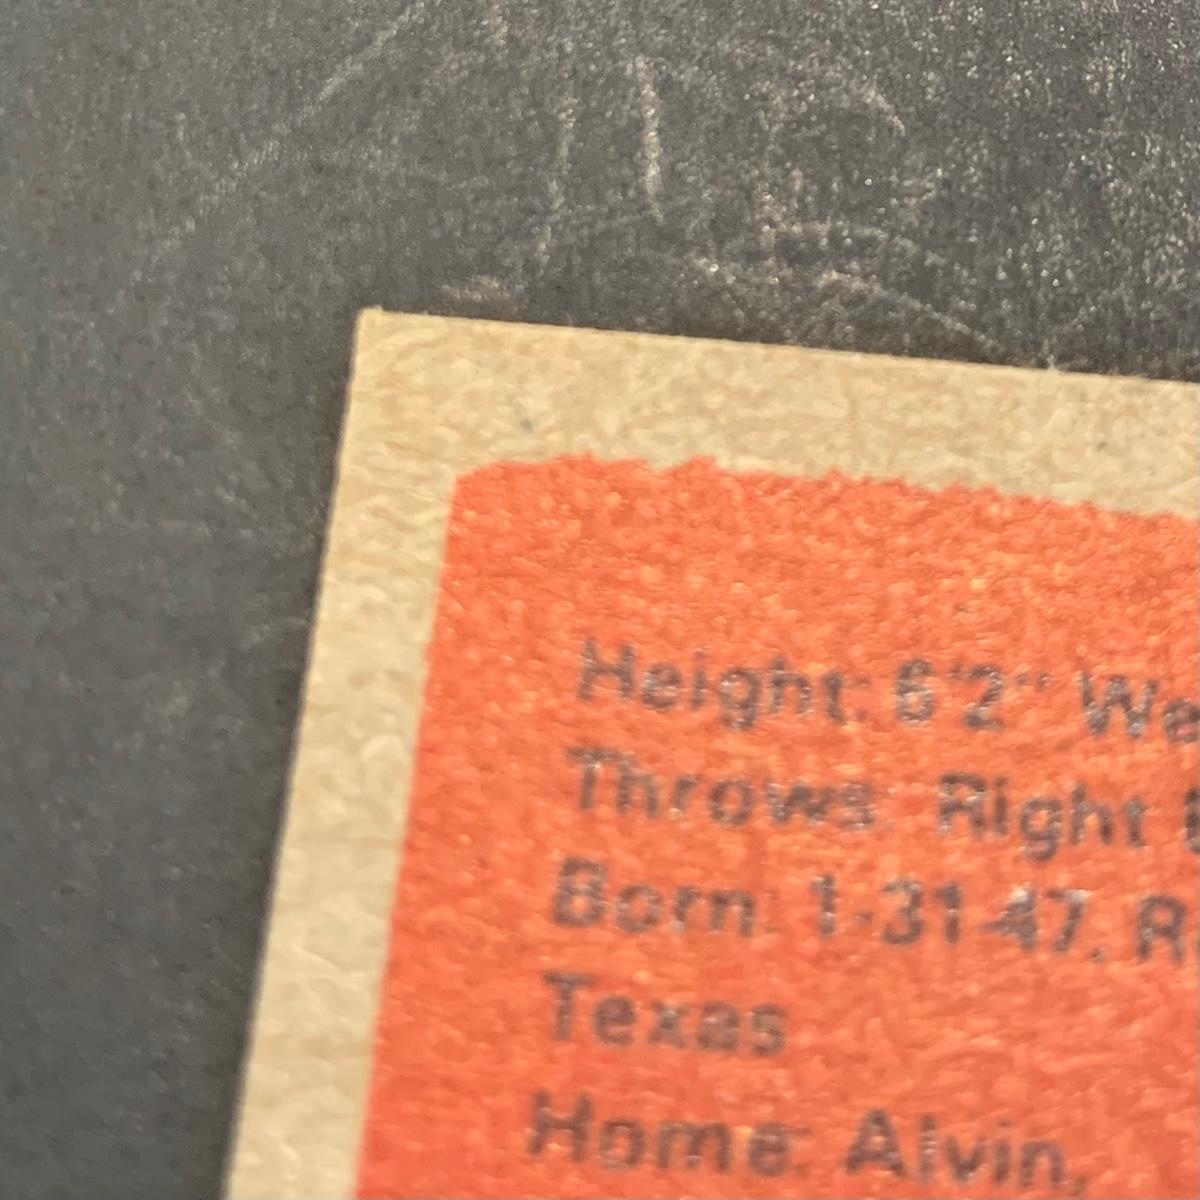 Height: 6'2" We
Throws: Right
Born: 1-31-47, R
Texas
Home: Alvin,